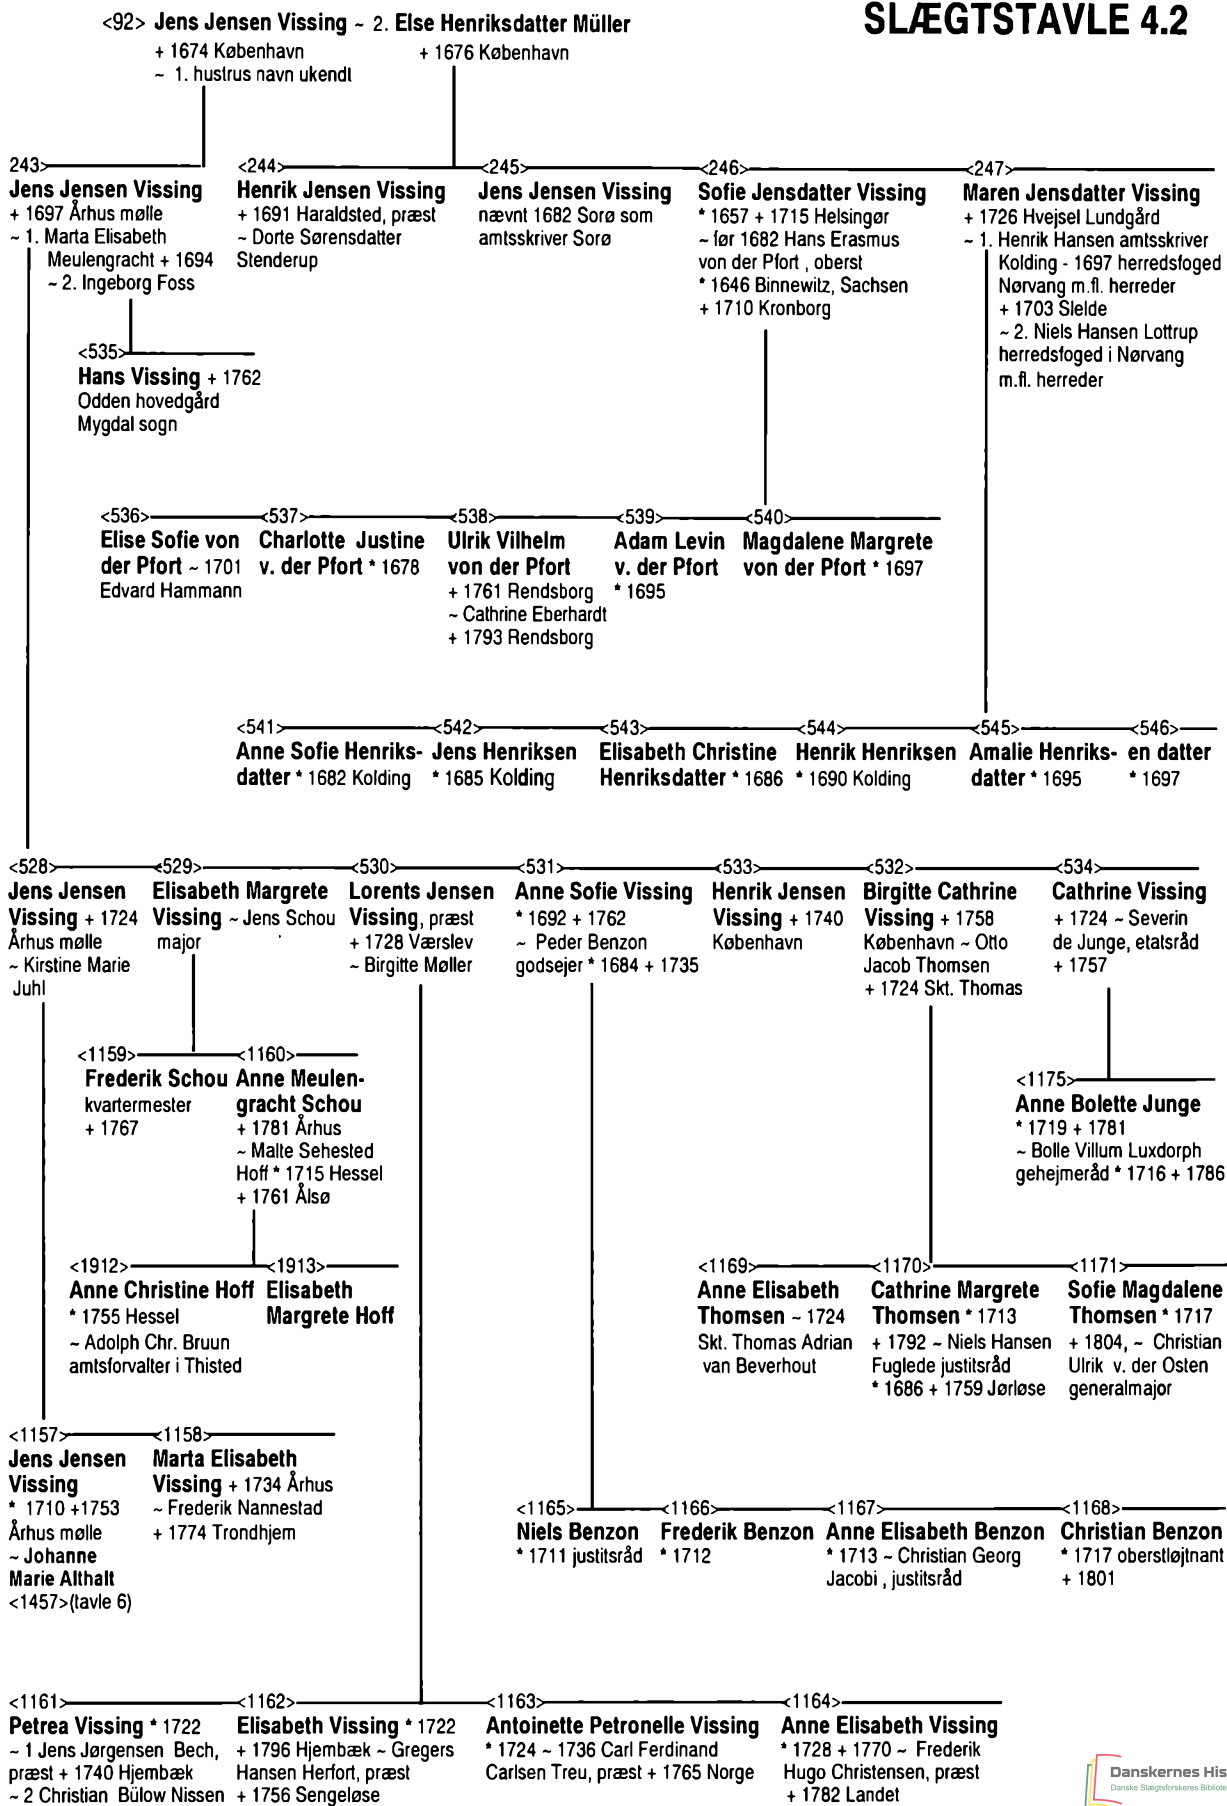 SLÆGTSTAVLE 4.2
<92> Jens Jensen Vissing ~ 2. Else Henriksdatter Müller
+ 1674 København
~ 1. hustrus navn ukendt
+ 1676 København
243>
Jens Jensen Vissing
+ 1697 Århus mølle
~ 1. Marta Elisabeth
Meulengracht + 1694
~ 2. Ingeborg Foss
<244>
Henrik Jensen Vissing
+ 1691 Haraldsted, præst
~ Dorte Sørensdatter
Stenderup
<245>
Jens Jensen Vissing
nævnt 1682 Sorø som
amtsskriver Sorø
<246>
Sofie Jensdatter Vissing
* 1657 + 1715 Helsingør
~ før 1682 Hans Erasmus
von der Pfort , oberst
* 1646 Binnewitz, Sachsen
+ 1710 Kronborg
<247>
Maren Jensdatter Vissing
+ 1726 Hvejsel Lundgård
~ 1. Henrik Hansen amtsskriver
Kolding - 1697 herredsfoged
Nørvang m.fl. herreder
+ 1703 Slelde
~ 2. Niels Hansen Lottrup
herredsfoged i Nørvang
m.fl. herreder
<535>
Hans Vissing + 1762
Odden hovedgård
Mygdal sogn
<536>
Elise Sofie von
der Pfort ~ 1701
Edvard Hammann
<537>
Charlotte Justine
v. der Pfort * 1678
<538>
Ulrik Vilhelm
von der Pfort
+ 1761 Rendsborg
~ Cathrine Eberhardt
+ 1793 Rendsborg
<539>
Adam Levin
v. der Pfort
* 1695
<540>
Magdalene Margrete
von der Pfort * 1697
<541>
Anne Sofie Henriks-
datter * 1682 Kolding
<542>
Jens Henriksen
* 1685 Kolding
<543>
Elisabeth Christine
Henriksdatter * 1686
<544>
Henrik Henriksen
* 1690 Kolding
<545>
Amalie Henriks-
datter * 1695
<546>
en datter
* 1697
<528>
Jens Jensen
Vissing + 1724
Århus mølle
~ Kirstine Marie
Juhl
<529>
Elisabeth Margrete
Vissing ~ Jens Schou
major
<530>
Lorents Jensen
Vissing, præst
+ 1728 Værslev
~ Birgitte Møller
<531>
Anne Sofie Vissing
* 1692 + 1762
~ Peder Benzon
godsejer * 1684 + 1735
<533>
Henrik Jensen
Vissing + 1740
København
<532>
Birgitte Cathrine
Vissing + 1758
København ~ Otto
Jacob Thomsen
+ 1724 Skt. Thomas
<534>
Cathrine Vissing
+ 1724 ~ Severin
de Junge, etatsråd
+ 1757
<1159>
Frederik Schou
kvartermester
+ 1767
<1160>
Anne Meulen-
gracht Schou
+ 1781 Århus
~ Malte Sehested
Hoff * 1715 Hessel
+ 1761 Ålsø
<1175>
Anne Bolette Junge
* 1719 + 1781
~ Bolle Villum Luxdorph
gehejmeråd * 1716 + 1786
<1912>
Anne Christine Hoff
* 1755 Hessel
~ Adolph Chr. Bruun
amtsforvalter i Thisted
<1913>
Elisabeth
Margrete Hoff
<1169>
Anne Elisabeth
Thomsen ~ 1724
Skt. Thomas Adrian
van Beverhout
<1170>
Cathrine Margrete
Thomsen * 1713
+ 1792 ~ Niels Hansen
Fuglede justitsråd
* 1686 + 1759 Jørløse
<1171>
Sofie Magdalene
Thomsen * 1717
+ 1804, ~ Christian
Ulrik v. der Osten
generalmajor
<1157>
Jens Jensen
Vissing
* 1710 +1753
Århus mølle
~ Johanne
Marie Althalt
<1457>(tavle 6)
<1158>
Marta Elisabeth
Vissing + 1734 Århus
~ Frederik Nannestad
+ 1774 Trondhjem
<1165>
Niels Benzon
* 1711 justitsråd
<1166>
Frederik Benzon
* 1712
<1167>
Anne Elisabeth Benzon
* 1713 ~ Christian Georg
Jacobi , justitsråd
<1168>
Christian Benzon
* 1717 oberstløjtnant
+ 1801
<1161>
Petrea Vissing * 1722
~ 1 Jens Jørgensen Bech,
præst + 1740 Hjembæk
~ 2 Christian Bülow Nissen
<1162>
Elisabeth Vissing * 1722
+ 1796 Hjembæk ~ Gregers
Hansen Herfort, præst
+ 1756 Sengeløse
<1163>
Antoinette Petronelle Vissing
* 1724 ~ 1736 Carl Ferdinand
Carlsen Treu, præst + 1765 Norge
<1164>
Anne Elisabeth Vissing
* 1728 + 1770 ~ Frederik
Hugo Christensen, præst
+ 1782 Landet
Danskernes His
Danske Slægtsforskeres Bibliote